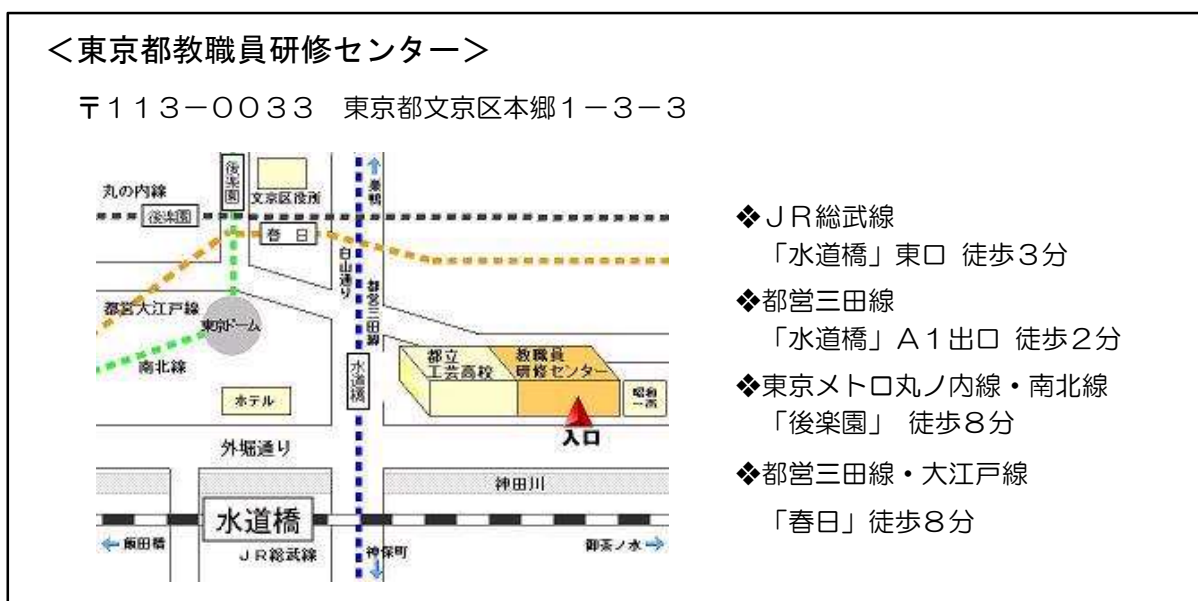 ＜東京都教職員研修センター＞
〒１１３－００３３　東京都文京区本郷１－３－３
後楽園
文京区役所
巣鴨
丸の内線
後楽園
春　日
白山通り
都営三田線
都営大江戸線
東京ドーム
南北線
水道橋
都立
工芸高校
教職員
研修センター
昭和
一高
ホテル
入口
外堀通り
神田川
水道橋
飯田橋
ＪＲ総武線
神保町
御茶ノ水
❖ＪＲ総武線
「水道橋」東口 徒歩３分
❖都営三田線
「水道橋」Ａ１出口 徒歩２分
❖東京メトロ丸ノ内線・南北線
「後楽園」 徒歩８分
❖都営三田線・大江戸線
「春日」徒歩８分